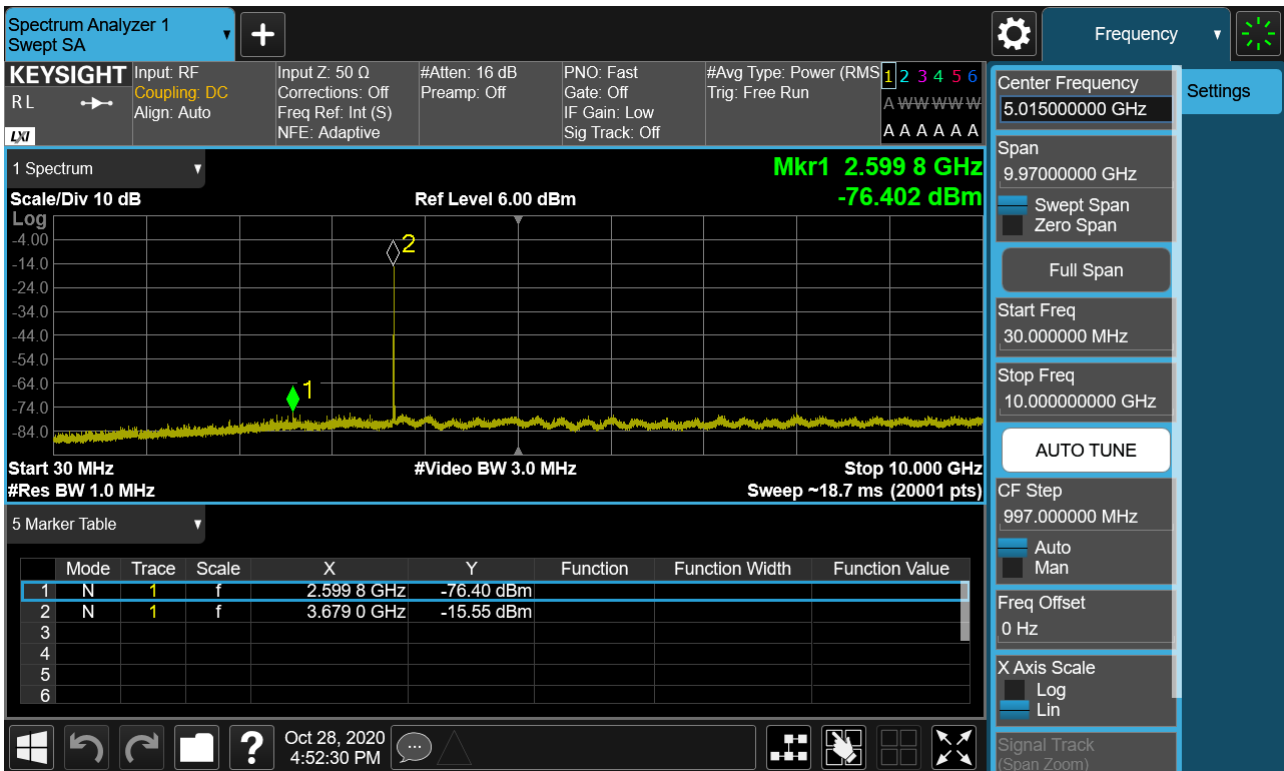 Spectrum Analyzer 1
Swept SA
+
Frequency
KEYSIGHT
R L
LXI
Input: RF
Coupling: DC
Align: Auto
Input Z: 50 Ω
Corrections: Off
Freq Ref: Int (S)
NFE: Adaptive
#Atten: 16 dB
Preamp: Off
PNO: Fast
Gate: Off
IF Gain: Low
Sig Track: Off
#Avg Type: Power (RMS
Trig: Free Run
1 2 3 4 5 6
A W W W W W
A A A A A A
1 Spectrum
Mkr1 2.599 8 GHz
Scale/Div 10 dB
Ref Level 6.00 dBm
-76.402 dBm
Log
-4.00
-14.0
-24.0
-34.0
-44.0
-54.0
-64.0
-74.0
-84.0
2
1
Start 30 MHz
#Video BW 3.0 MHz
Stop 10.000 GHz
#Res BW 1.0 MHz
Sweep ~18.7 ms (20001 pts)
5 Marker Table
Mode Trace Scale X Y Function Function Width Function Value
1 N 1 f 2.599 8 GHz -76.40 dBm
2 N 1 f 3.679 0 GHz -15.55 dBm
3
4
5
6
?
Oct 28, 2020
4:52:30 PM
Center Frequency
5.015000000 GHz
Settings
Span
9.97000000 GHz
Swept Span
Zero Span
Full Span
Start Freq
30.000000 MHz
Stop Freq
10.000000000 GHz
AUTO TUNE
CF Step
997.000000 MHz
Auto
Man
Freq Offset
0 Hz
X Axis Scale
Log
Lin
Signal Track
(Span Zoom)